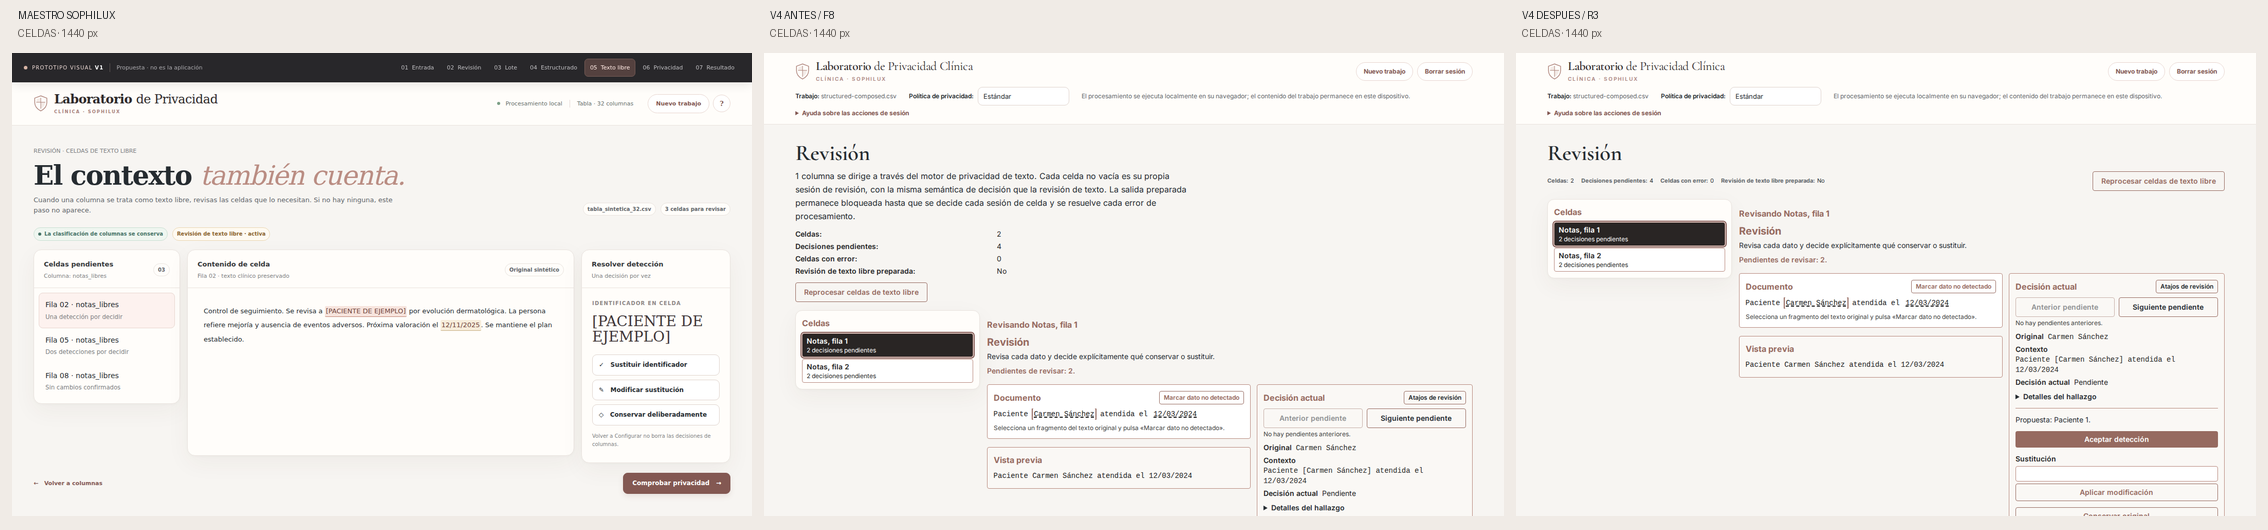 MAESTRO SOPHILUX
CELDAS · 1440 px
PROTOTIPO VISUAL V1
Propuesta · no es la aplicación
01 Entrada
02 Revisión
03 Lote
04 Estructurado
05 Texto libre
06 Privacidad
07 Resultado
Laboratorio de Privacidad
CLÍNICA · SOPHILUX
Procesamiento local
Tabla · 32 columnas
Nuevo trabajo
?
REVISIÓN · CELDAS DE TEXTO LIBRE
El contexto también cuenta.
Cuando una columna se trata como texto libre, revisas las celdas que lo necesitan. Si no hay ninguna, este
paso no aparece.
tabla_sintetica_32.csv
3 celdas para revisar
La clasificación de columnas se conserva
Revisión de texto libre · activa
Celdas pendientes
Columna: notas_libres
03
Fila 02 · notas_libres
Una detección por decidir
Fila 05 · notas_libres
Dos detecciones por decidir
Fila 08 · notas_libres
Sin cambios confirmados
Contenido de celda
Fila 02 · texto clínico preservado
Original sintético
Control de seguimiento. Se revisa a [PACIENTE DE EJEMPLO] por evolución dermatológica. La persona
refiere mejoría y ausencia de eventos adversos. Próxima valoración el 12/11/2025. Se mantiene el plan
establecido.
Resolver detección
Una decisión por vez
IDENTIFICADOR EN CELDA
[PACIENTE DE
EJEMPLO]
✓ Sustituir identificador
✎ Modificar sustitución
◇ Conservar deliberadamente
Volver a Configurar no borra las decisiones de
columnas.
← Volver a columnas
Comprobar privacidad →
V4 ANTES / F8
CELDAS · 1440 px
Laboratorio de Privacidad Clínica
CLÍNICA · SOPHILUX
Nuevo trabajo
Borrar sesión
Trabajo: structured-composed.csv
Política de privacidad:
Estándar
El procesamiento se ejecuta localmente en su navegador; el contenido del trabajo permanece en este dispositivo.
▶ Ayuda sobre las acciones de sesión
Revisión
1 columna se dirige a través del motor de privacidad de texto. Cada celda no vacía es su propia
sesión de revisión, con la misma semántica de decisión que la revisión de texto. La salida preparada
permanece bloqueada hasta que se decide cada sesión de celda y se resuelve cada error de
procesamiento.
Celdas: 2
Decisiones pendientes: 4
Celdas con error: 0
Revisión de texto libre preparada: No
Reprocesar celdas de texto libre
Celdas
Notas, fila 1
2 decisiones pendientes
Notas, fila 2
2 decisiones pendientes
Revisando Notas, fila 1
Revisión
Revisa cada dato y decide explícitamente qué conservar o sustituir.
Pendientes de revisar: 2.
Documento
Marcar dato no detectado
Paciente Carmen Sánchez atendida el 12/03/2024
Selecciona un fragmento del texto original y pulsa «Marcar dato no detectado».
Vista previa
Paciente Carmen Sánchez atendida el 12/03/2024
Decisión actual
Atajos de revisión
Anterior pendiente
Siguiente pendiente
No hay pendientes anteriores.
Original Carmen Sánchez
Contexto
Paciente [Carmen Sánchez] atendida el
12/03/2024
Decisión actual Pendiente
▶ Detalles del hallazgo
V4 DESPUES / R3
CELDAS · 1440 px
Laboratorio de Privacidad Clínica
CLÍNICA · SOPHILUX
Nuevo trabajo
Borrar sesión
Trabajo: structured-composed.csv
Política de privacidad:
Estándar
El procesamiento se ejecuta localmente en su navegador; el contenido del trabajo permanece en este dispositivo.
▶ Ayuda sobre las acciones de sesión
Revisión
Celdas: 2 Decisiones pendientes: 4 Celdas con error: 0 Revisión de texto libre preparada: No
Reprocesar celdas de texto libre
Celdas
Notas, fila 1
2 decisiones pendientes
Notas, fila 2
2 decisiones pendientes
Revisando Notas, fila 1
Revisión
Revisa cada dato y decide explícitamente qué conservar o sustituir.
Pendientes de revisar: 2.
Documento
Marcar dato no detectado
Paciente Carmen Sánchez atendida el 12/03/2024
Selecciona un fragmento del texto original y pulsa «Marcar dato no detectado».
Vista previa
Paciente Carmen Sánchez atendida el 12/03/2024
Decisión actual
Atajos de revisión
Anterior pendiente
Siguiente pendiente
No hay pendientes anteriores.
Original Carmen Sánchez
Contexto
Paciente [Carmen Sánchez] atendida el
12/03/2024
Decisión actual Pendiente
▶ Detalles del hallazgo
Propuesta: Paciente 1.
Aceptar detección
Sustitución
Aplicar modificación
Conservar original